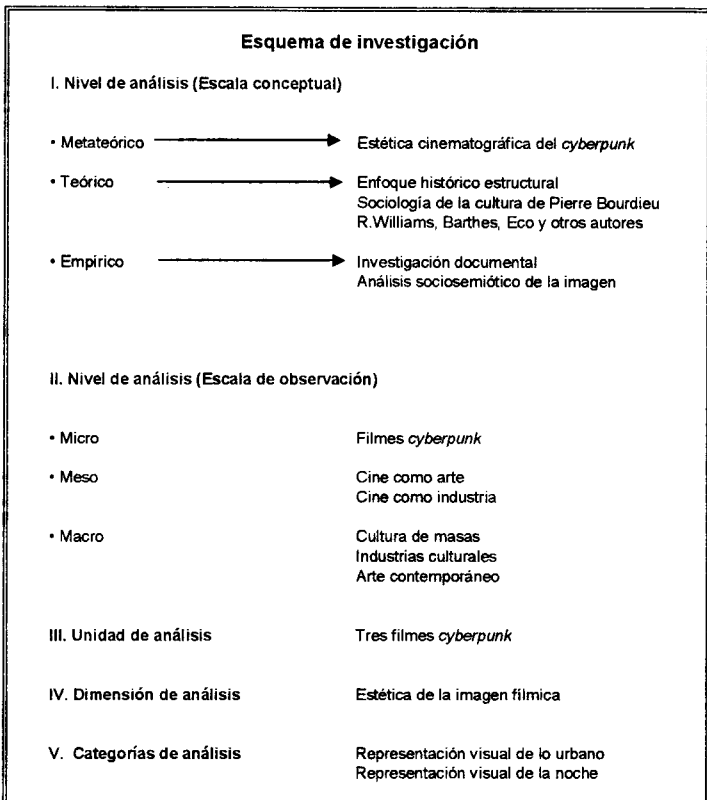 Esquema de investigación
I. Nivel de análisis (Escala conceptual)
• Metateórico Estética cinematográfica del cyberpunk
• Teórico Enfoque histórico estructural
Sociología de la cultura de Pierre Bourdieu
R.Williams, Barthes, Eco y otros autores
• Empirico Investigación documental
Análisis sociosemiótico de la imagen
II. Nivel de análisis (Escala de observación)
• Micro Filmes cyberpunk
• Meso Cine como arte
Cine como industria
• Macro Cultura de masas
Industrias culturales
Arte contemporáneo
III. Unidad de análisis Tres filmes cyberpunk
IV. Dimensión de análisis Estética de la imagen fílmica
V. Categorías de análisis Representación visual de lo urbano
Representación visual de la noche